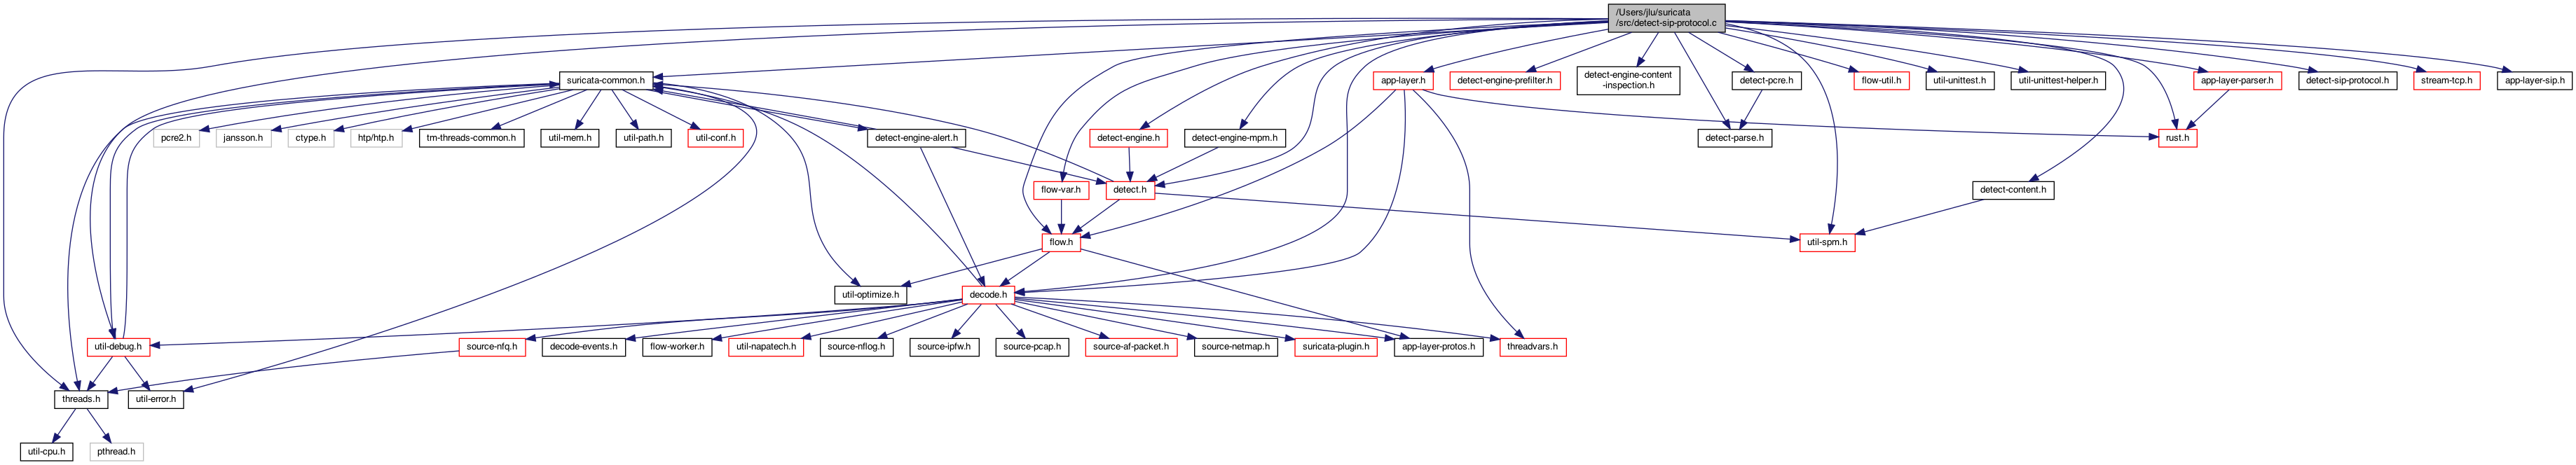 /Users/jlu/suricata
/src/detect-sip-protocol.c
suricata-common.h
app-layer.h
detect-engine-prefilter.h
detect-engine-content
-inspection.h
detect-pcre.h
flow-util.h
util-unittest.h
util-unittest-helper.h
app-layer-parser.h
detect-sip-protocol.h
stream-tcp.h
app-layer-sip.h
pcre2.h
jansson.h
ctype.h
htp/htp.h
tm-threads-common.h
util-mem.h
util-path.h
util-conf.h
detect-engine-alert.h
detect-engine.h
detect-engine-mpm.h
detect-parse.h
rust.h
flow-var.h
detect.h
detect-content.h
flow.h
util-spm.h
util-optimize.h
decode.h
util-debug.h
source-nfq.h
decode-events.h
flow-worker.h
util-napatech.h
source-nflog.h
source-ipfw.h
source-pcap.h
source-af-packet.h
source-netmap.h
suricata-plugin.h
app-layer-protos.h
threadvars.h
threads.h
util-error.h
util-cpu.h
pthread.h